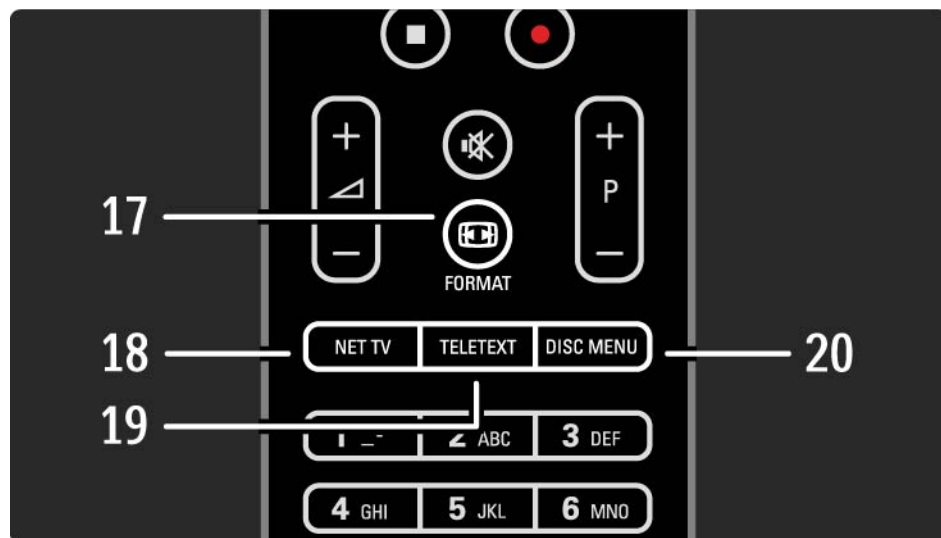 + +
P
17
− −
FORMAT
18 NET TV TELETEXT DISC MENU 20
19
1 _- 2 ABC 3 DEF
4 GHI 5 JKL 6 MNO